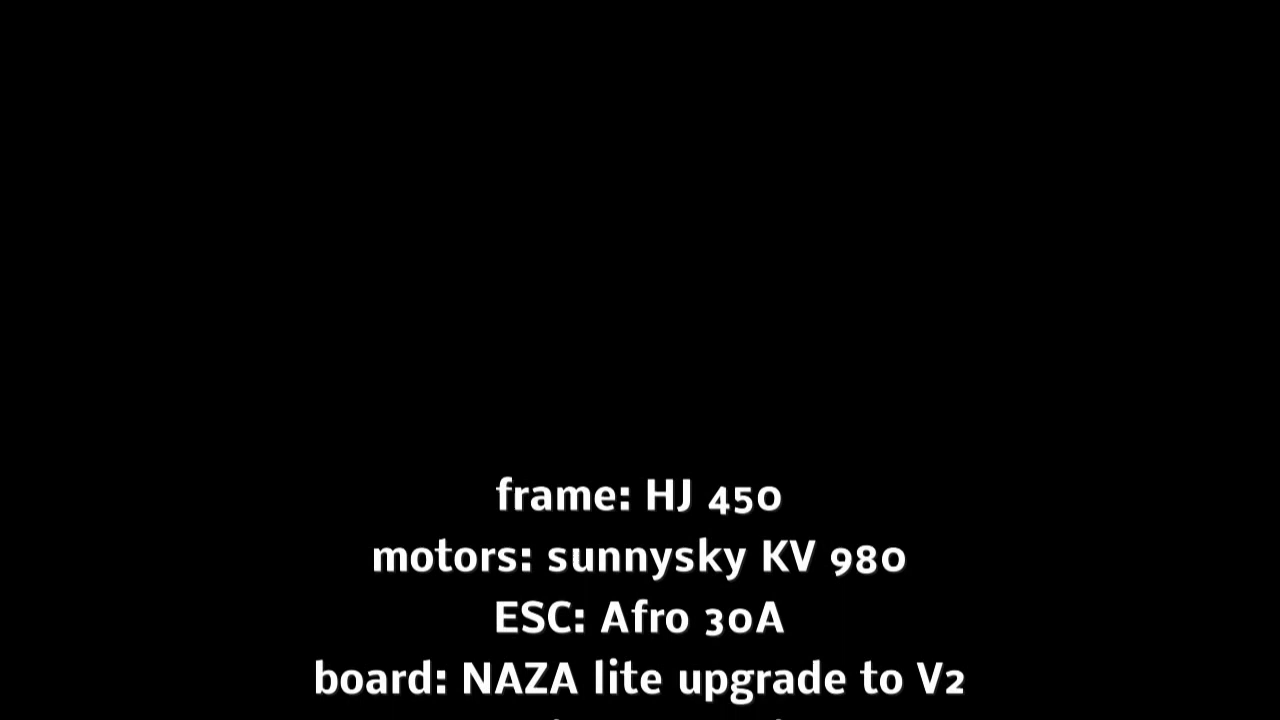 frame: HJ 450
motors: sunnysky KV 980
ESC: Afro 30A
board: NAZA lite upgrade to V2